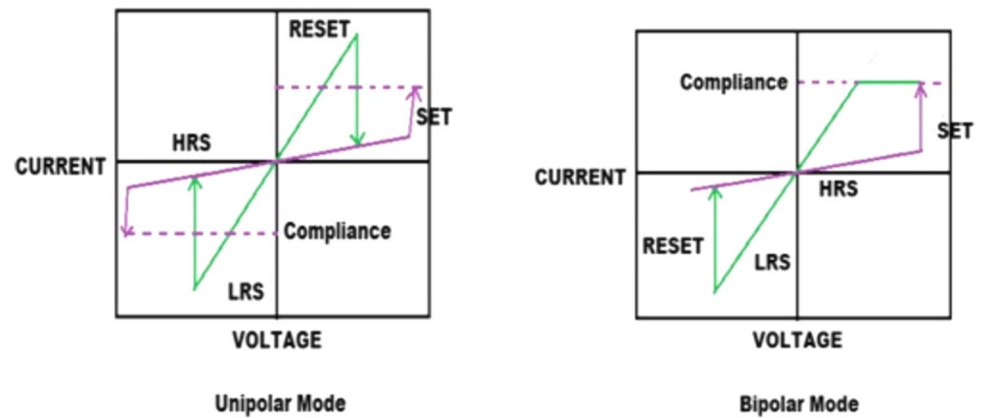 RESET
SET
HRS
CURRENT
Compliance
LRS
VOLTAGE
Unipolar Mode
Compliance
SET
CURRENT
HRS
RESET
LRS
VOLTAGE
Bipolar Mode